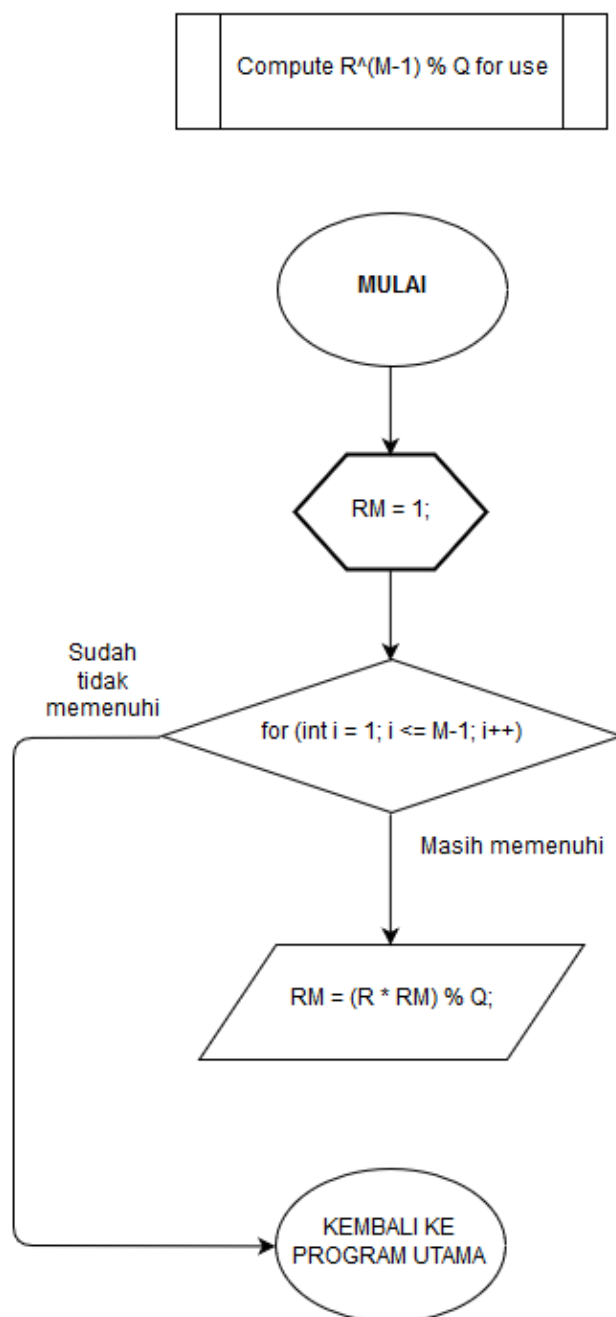 Compute R^(M-1) % Q for use
MULAI
RM = 1;
Sudah
tidak
memenuhi
for (int i = 1; i <= M-1; i++)
Masih memenuhi
RM = (R * RM) % Q;
KEMBALI KE
PROGRAM UTAMA